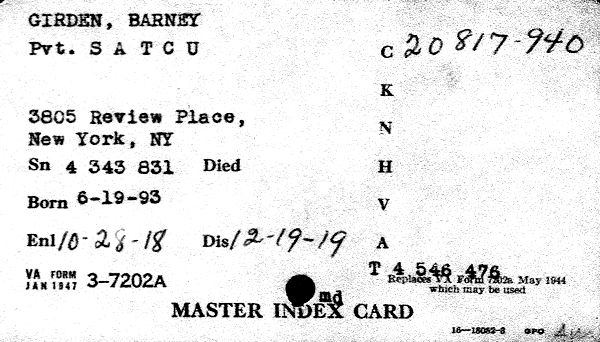 GIRDEN, BARNEY
Pvt. S A T C U
C 20 817-940
K
3805 Review Place,
N
New York, NY
Sn 4 343 831 Died
H
Born 6-19-93
V
Enl 10-28-18 Dis 12-19-19
A
T 4 546 476
VA FORM
JAN 1947 3-7202A
Replaces VA Form 7202a May 1944
which may be used
md
MASTER INDEX CARD
16—18082-3 GPO